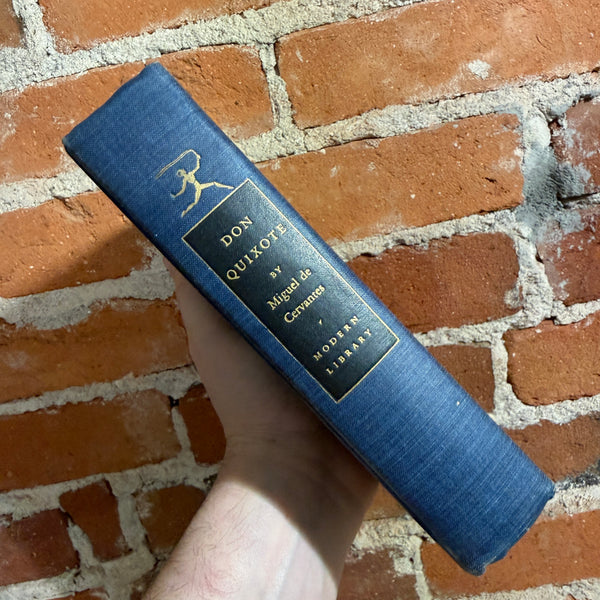 DON
QUIXOTE
BY
Miguel de
Cervantes
MODERN
LIBRARY